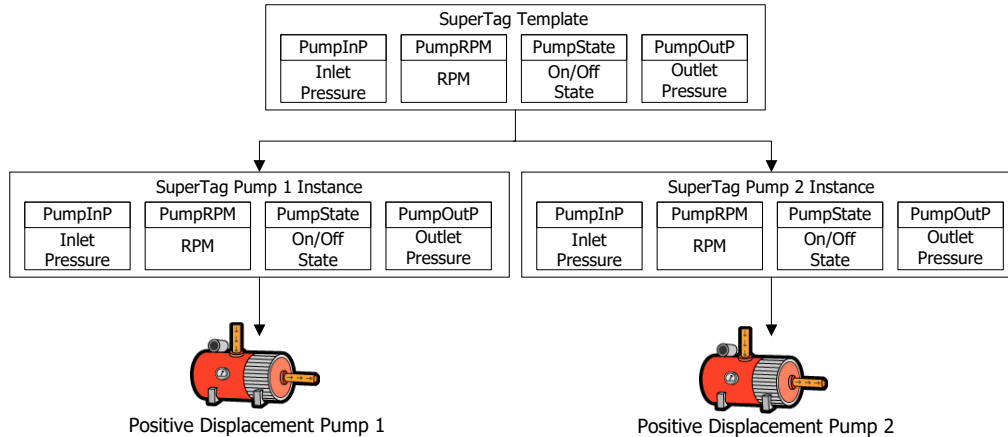 SuperTag Template
PumpInP PumpRPM PumpState PumpOutP
Inlet Pressure RPM On/Off State Outlet Pressure
SuperTag Pump 1 Instance
PumpInP PumpRPM PumpState PumpOutP
Inlet Pressure RPM On/Off State Outlet Pressure
SuperTag Pump 2 Instance
PumpInP PumpRPM PumpState PumpOutP
Inlet Pressure RPM On/Off State Outlet Pressure
Positive Displacement Pump 1
Positive Displacement Pump 2